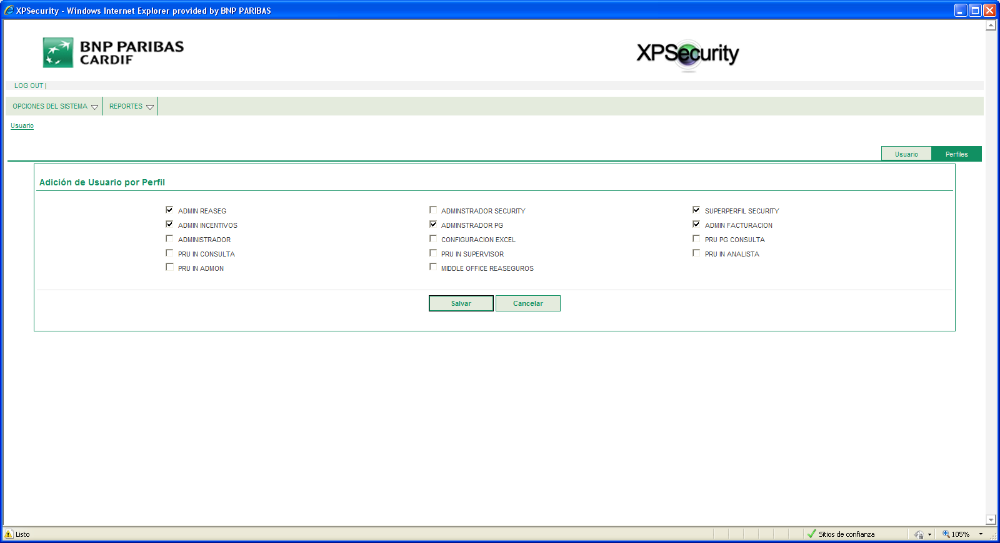 XPSecurity - Windows Internet Explorer provided by BNP PARIBAS
BNP PARIBAS
CARDIF
XPSecurity
LOG OUT |
OPCIONES DEL SISTEMA
REPORTES
Usuario
Usuario
Perfiles
Adición de Usuario por Perfil
ADMIN REASEG
ADMINSTRADOR SECURITY
SUPERPERFIL SECURITY
ADMIN INCENTIVOS
ADMINSTRADOR PG
ADMIN FACTURACION
ADMINISTRADOR
CONFIGURACION EXCEL
PRU PG CONSULTA
PRU IN CONSULTA
PRU IN SUPERVISOR
PRU IN ANALISTA
PRU IN ADMON
MIDDLE OFFICE REASEGUROS
Salvar
Cancelar
Listo
Sitios de confianza
105%